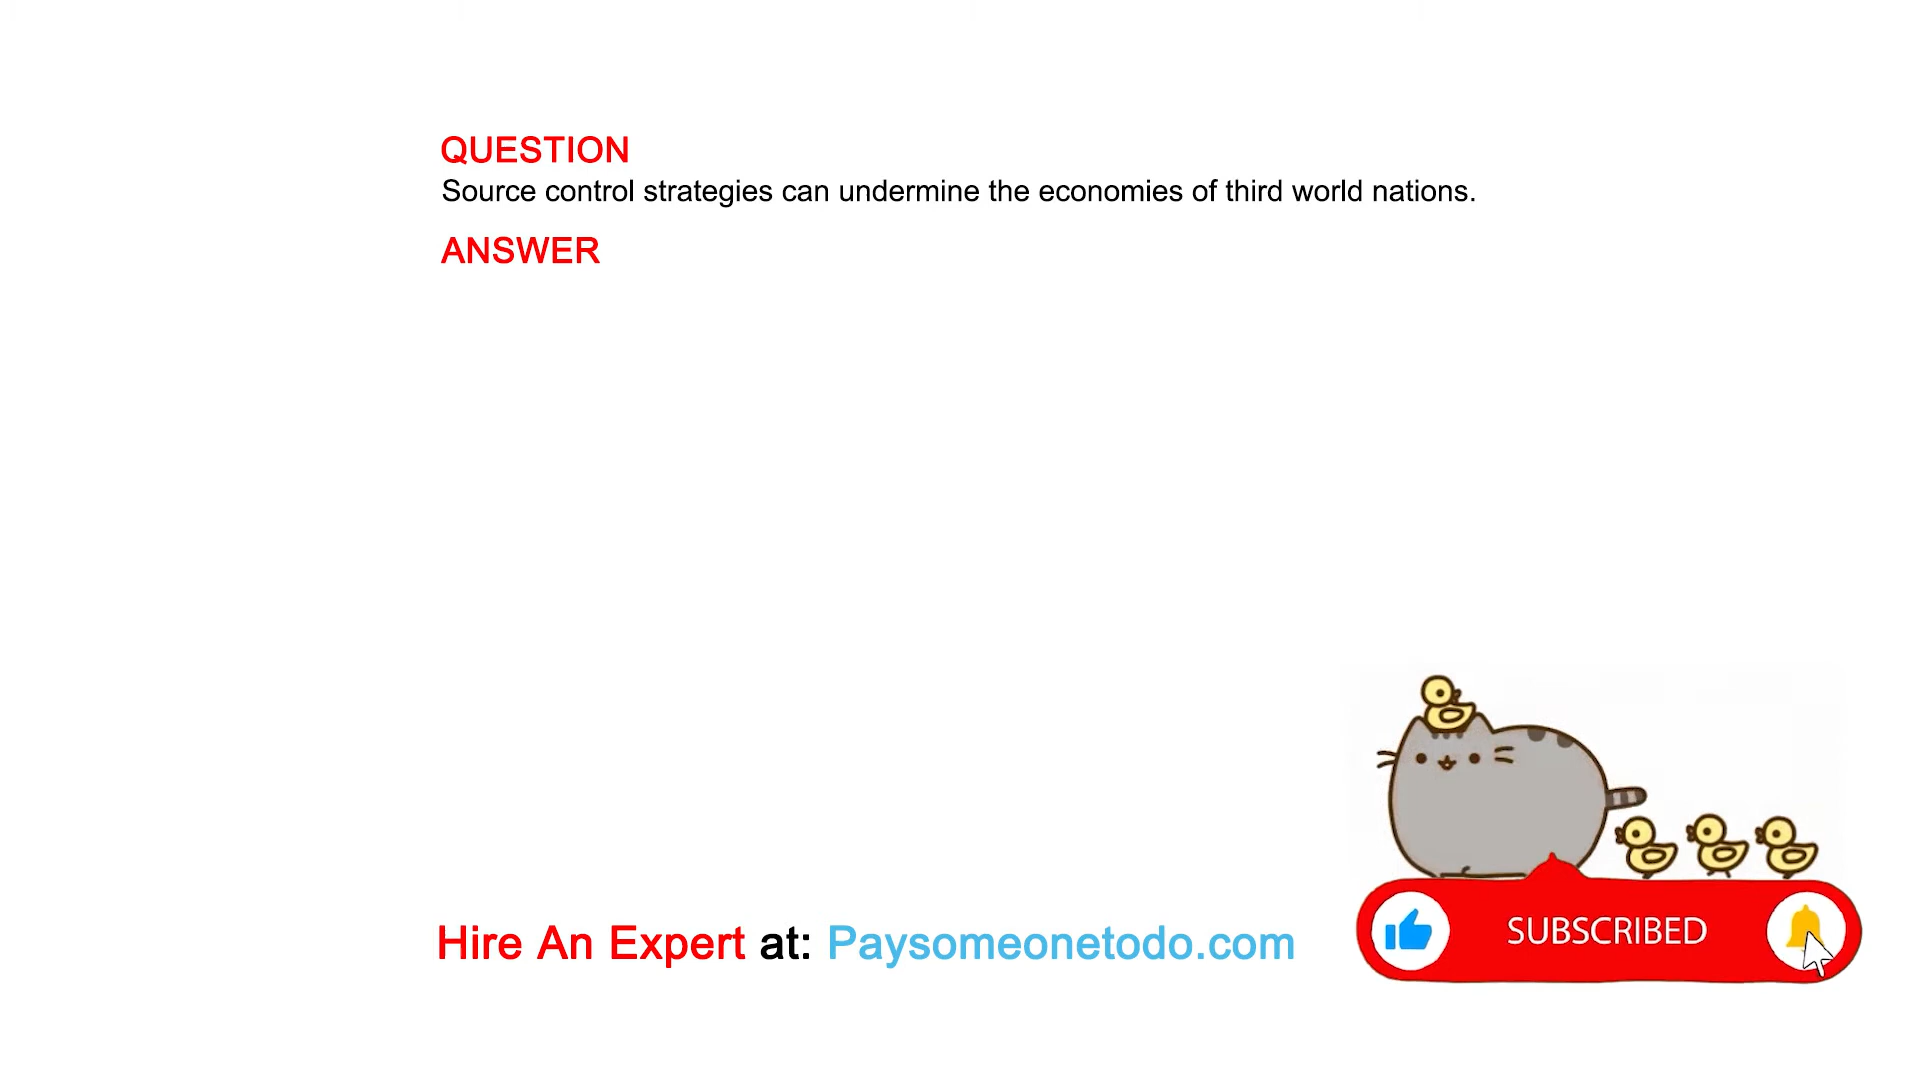 QUESTION
Source control strategies can undermine the economies of third world nations.
ANSWER
Hire An Expert at: Paysomeonetodo.com
SUBSCRIBED